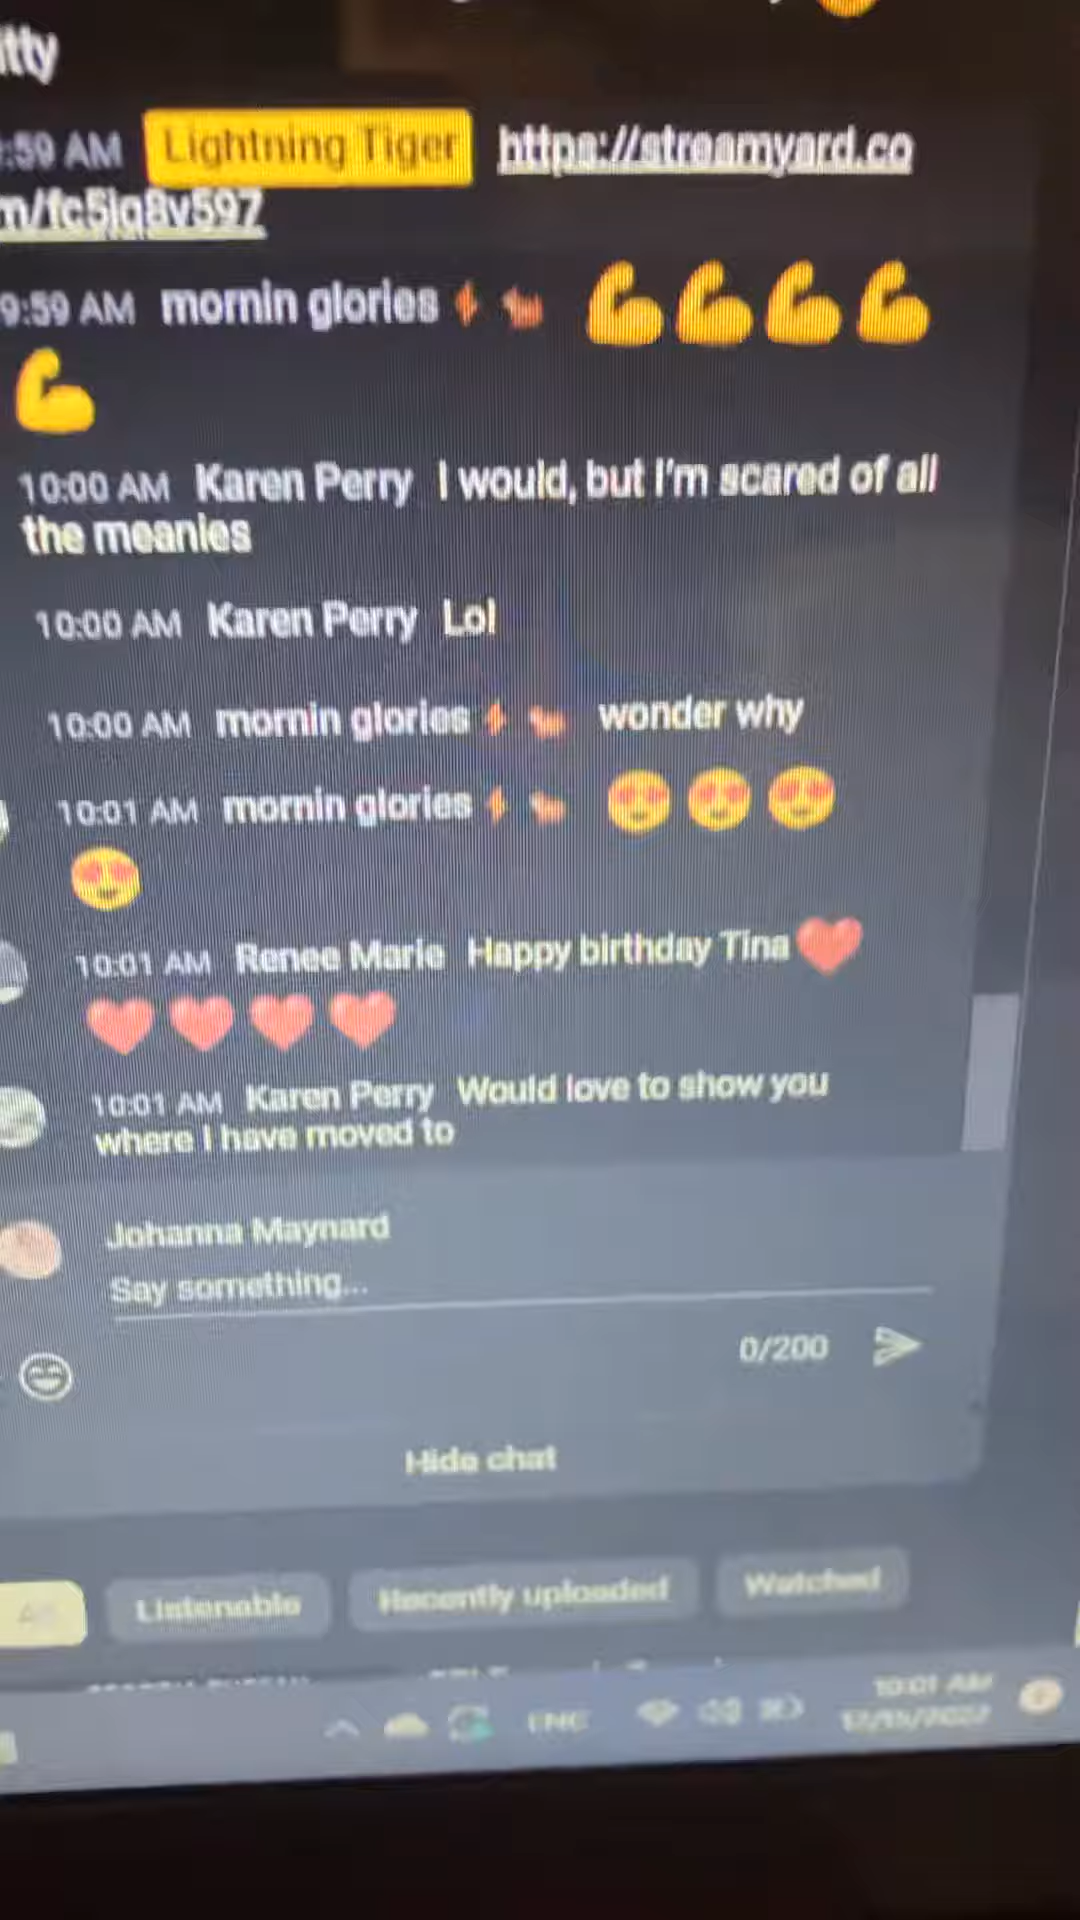 itty
:59 AM Lightning Tiger https://streamyard.co
m/fc5jq8v597
9:59 AM mornin glories 💪💪💪💪
💪
10:00 AM Karen Perry I would, but I'm scared of all
the meanies
10:00 AM Karen Perry Lol
10:00 AM mornin glories wonder why
10:01 AM mornin glories 😍😍😍
😍
10:01 AM Renee Marie Happy birthday Tina❤️
❤️❤️❤️❤️
10:01 AM Karen Perry Would love to show you
where I have moved to
Johanna Maynard
Say something...
0/200
Hide chat
Listenable Recently uploaded Watched
ENG 10:01 AM